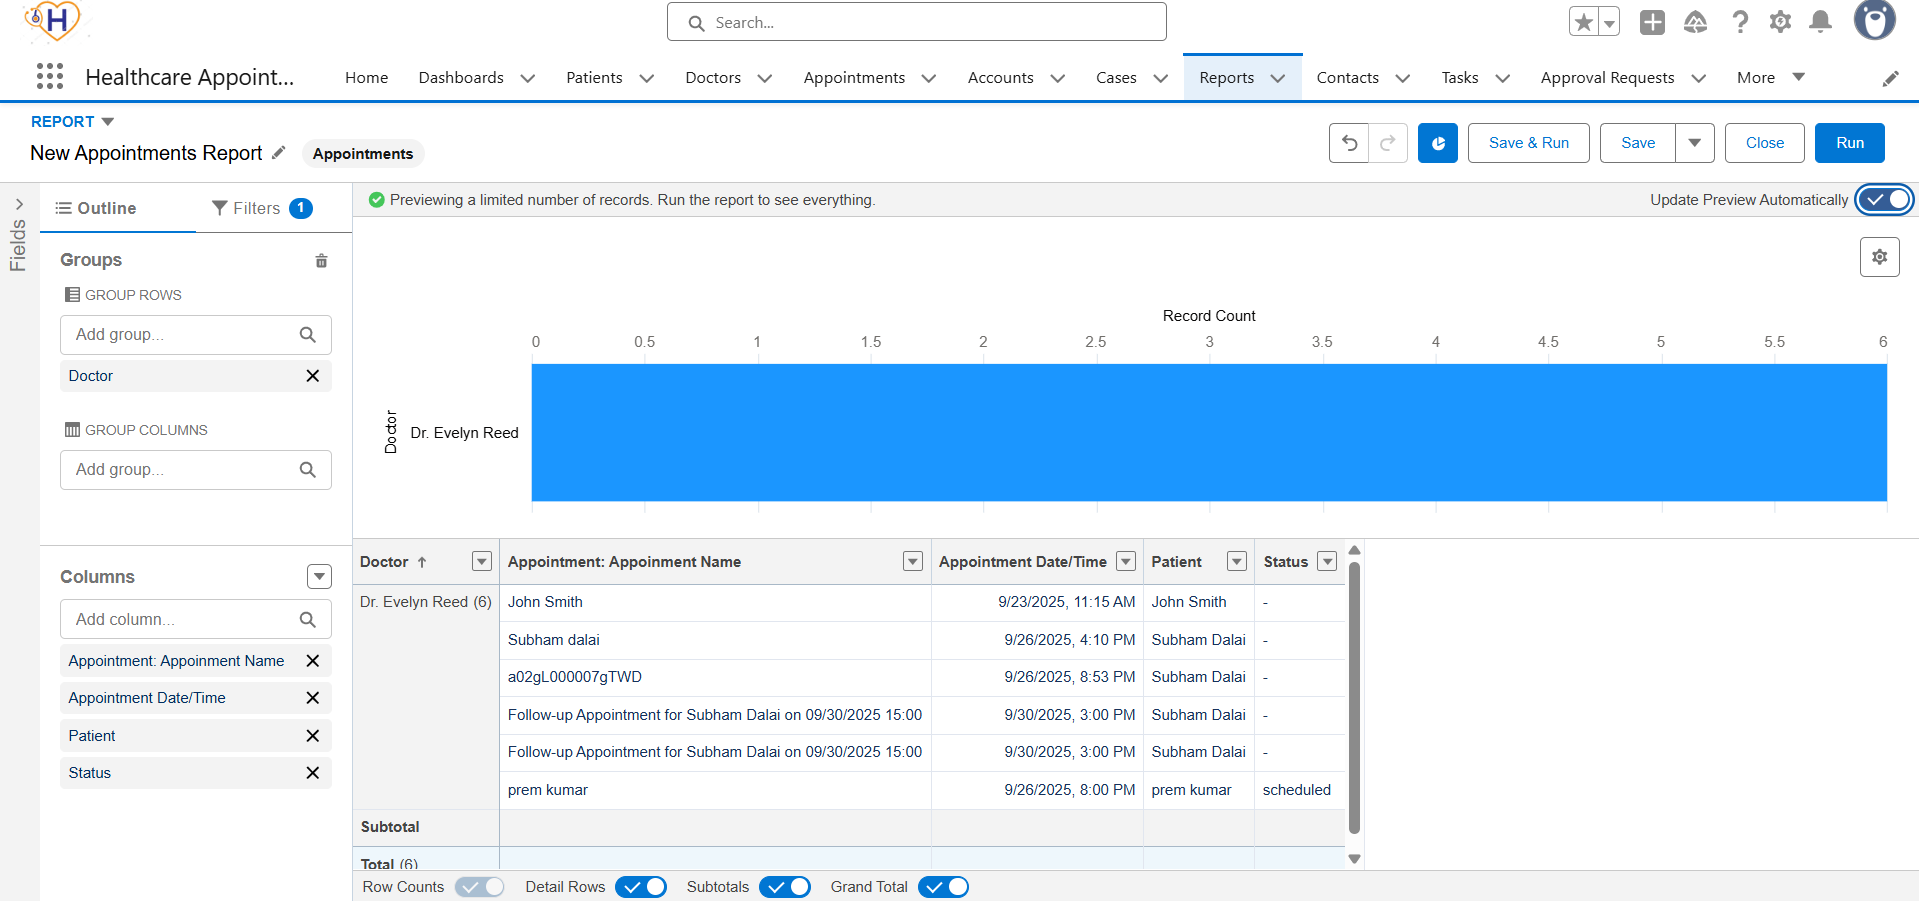 H
Search...
Healthcare Appoint... Home Dashboards Patients Doctors Appointments Accounts Cases Reports Contacts Tasks Approval Requests More
REPORT
New Appointments Report Appointments
Save & Run Save Close Run
Fields
Outline Filters 1
Previewing a limited number of records. Run the report to see everything. Update Preview Automatically
Groups
GROUP ROWS
Add group...
Doctor
GROUP COLUMNS
Add group...
Columns
Add column...
Appointment: Appoinment Name
Appointment Date/Time
Patient
Status
Record Count
0 0.5 1 1.5 2 2.5 3 3.5 4 4.5 5 5.5 6
Doctor
Dr. Evelyn Reed
Doctor Appointment: Appoinment Name Appointment Date/Time Patient Status
Dr. Evelyn Reed (6) John Smith 9/23/2025, 11:15 AM John Smith -
Subham dalai 9/26/2025, 4:10 PM Subham Dalai -
a02gL000007gTWD 9/26/2025, 8:53 PM Subham Dalai -
Follow-up Appointment for Subham Dalai on 09/30/2025 15:00 9/30/2025, 3:00 PM Subham Dalai -
Follow-up Appointment for Subham Dalai on 09/30/2025 15:00 9/30/2025, 3:00 PM Subham Dalai -
prem kumar 9/26/2025, 8:00 PM prem kumar scheduled
Subtotal
Total (6)
Row Counts Detail Rows Subtotals Grand Total